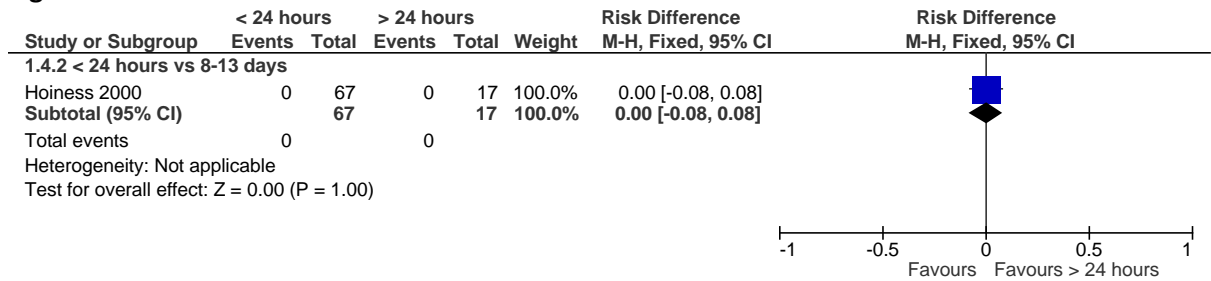 < 24 hours > 24 hours Risk Difference Risk Difference
Study or Subgroup Events Total Events Total Weight M-H, Fixed, 95% CI M-H, Fixed, 95% CI
1.4.2 < 24 hours vs 8-13 days
Hoiness 2000 0 67 0 17 100.0% 0.00 [-0.08, 0.08]
Subtotal (95% CI) 67 17 100.0% 0.00 [-0.08, 0.08]
Total events 0 0
Heterogeneity: Not applicable
Test for overall effect: Z = 0.00 (P = 1.00)
-1 -0.5 0 0.5 1
Favours Favours > 24 hours